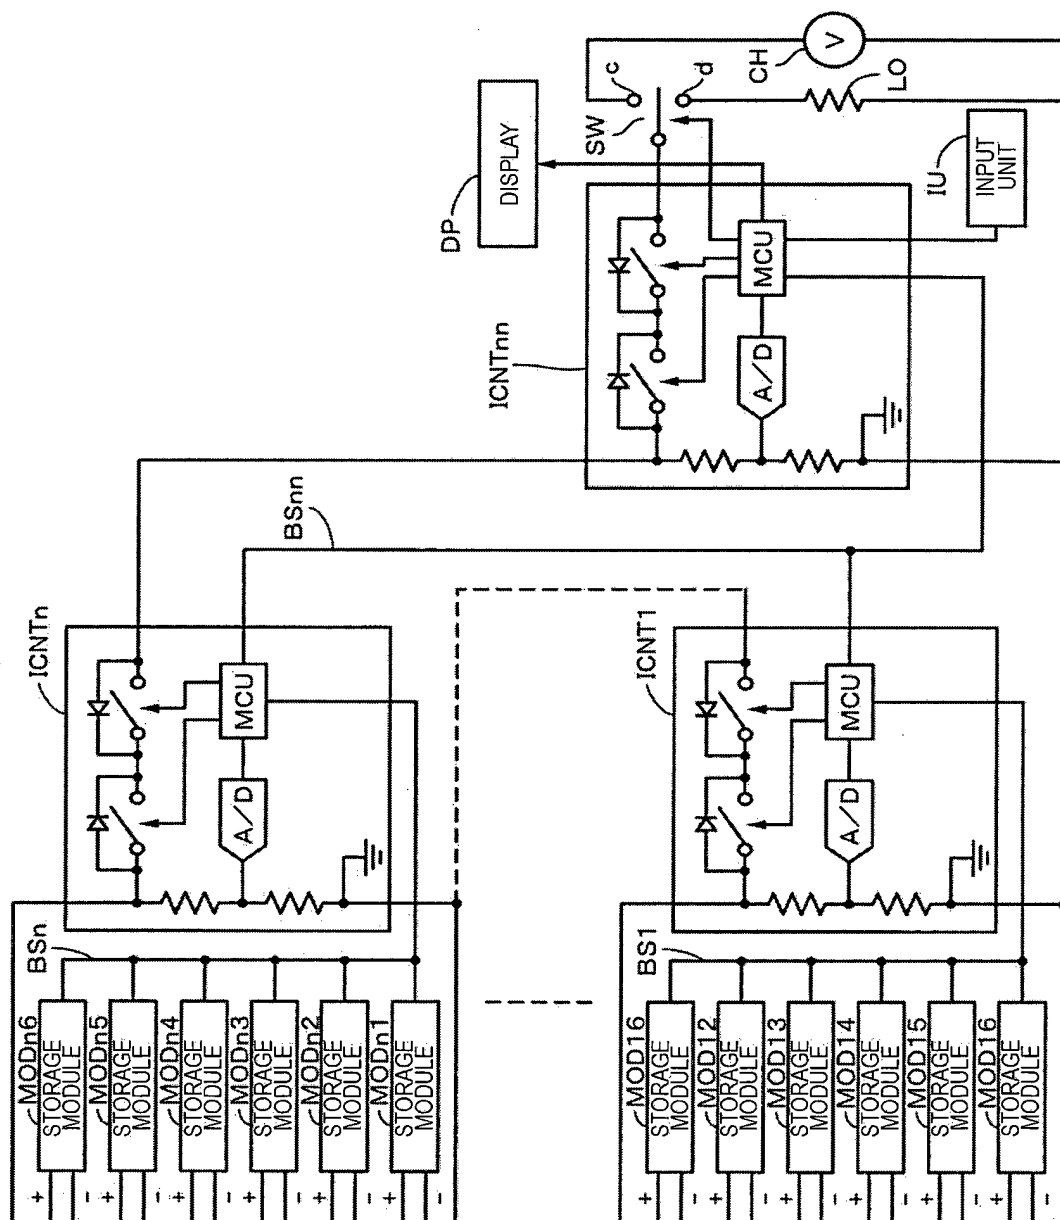 CH
V
c
d
SW
LO
DP
DISPLAY
IU
INPUT
UNIT
MCU
A/D
ICNTnn
BSnn
ICNTn
MCU
A/D
ICNT1
MCU
A/D
BSn
BS1
MODn6
STORAGE
MODULE
+
-
MODn5
STORAGE
MODULE
+
-
MODn4
STORAGE
MODULE
+
-
MODn3
STORAGE
MODULE
+
-
MODn2
STORAGE
MODULE
+
-
MODn1
STORAGE
MODULE
+
-
MOD16
STORAGE
MODULE
+
-
MOD12
STORAGE
MODULE
+
-
MOD13
STORAGE
MODULE
+
-
MOD14
STORAGE
MODULE
+
-
MOD15
STORAGE
MODULE
+
-
MOD16
STORAGE
MODULE
+
-